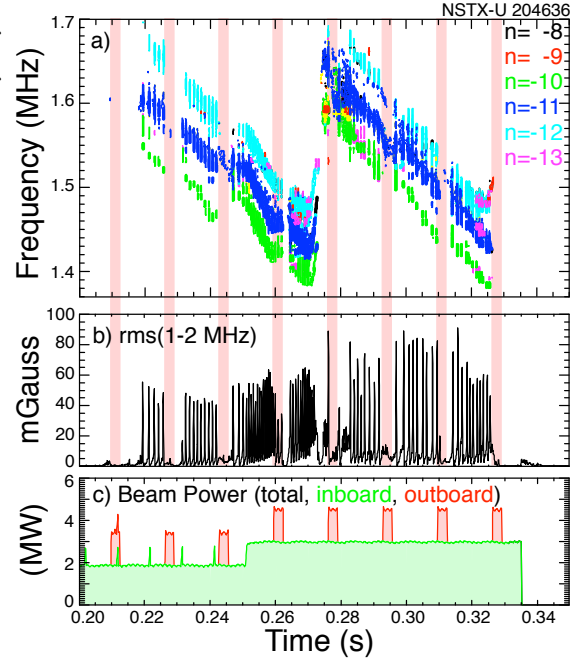 NSTX-U 204636
a)
n= -8
n= -9
n=-10
n=-11
n=-12
n=-13
Frequency (MHz)
1.7
1.6
1.5
1.4
b) rms(1-2 MHz)
mGauss
100
80
60
40
20
0
c) Beam Power (total, inboard, outboard)
(MW)
6
4
2
0
0.20 0.22 0.24 0.26 0.28 0.30 0.32 0.34
Time (s)